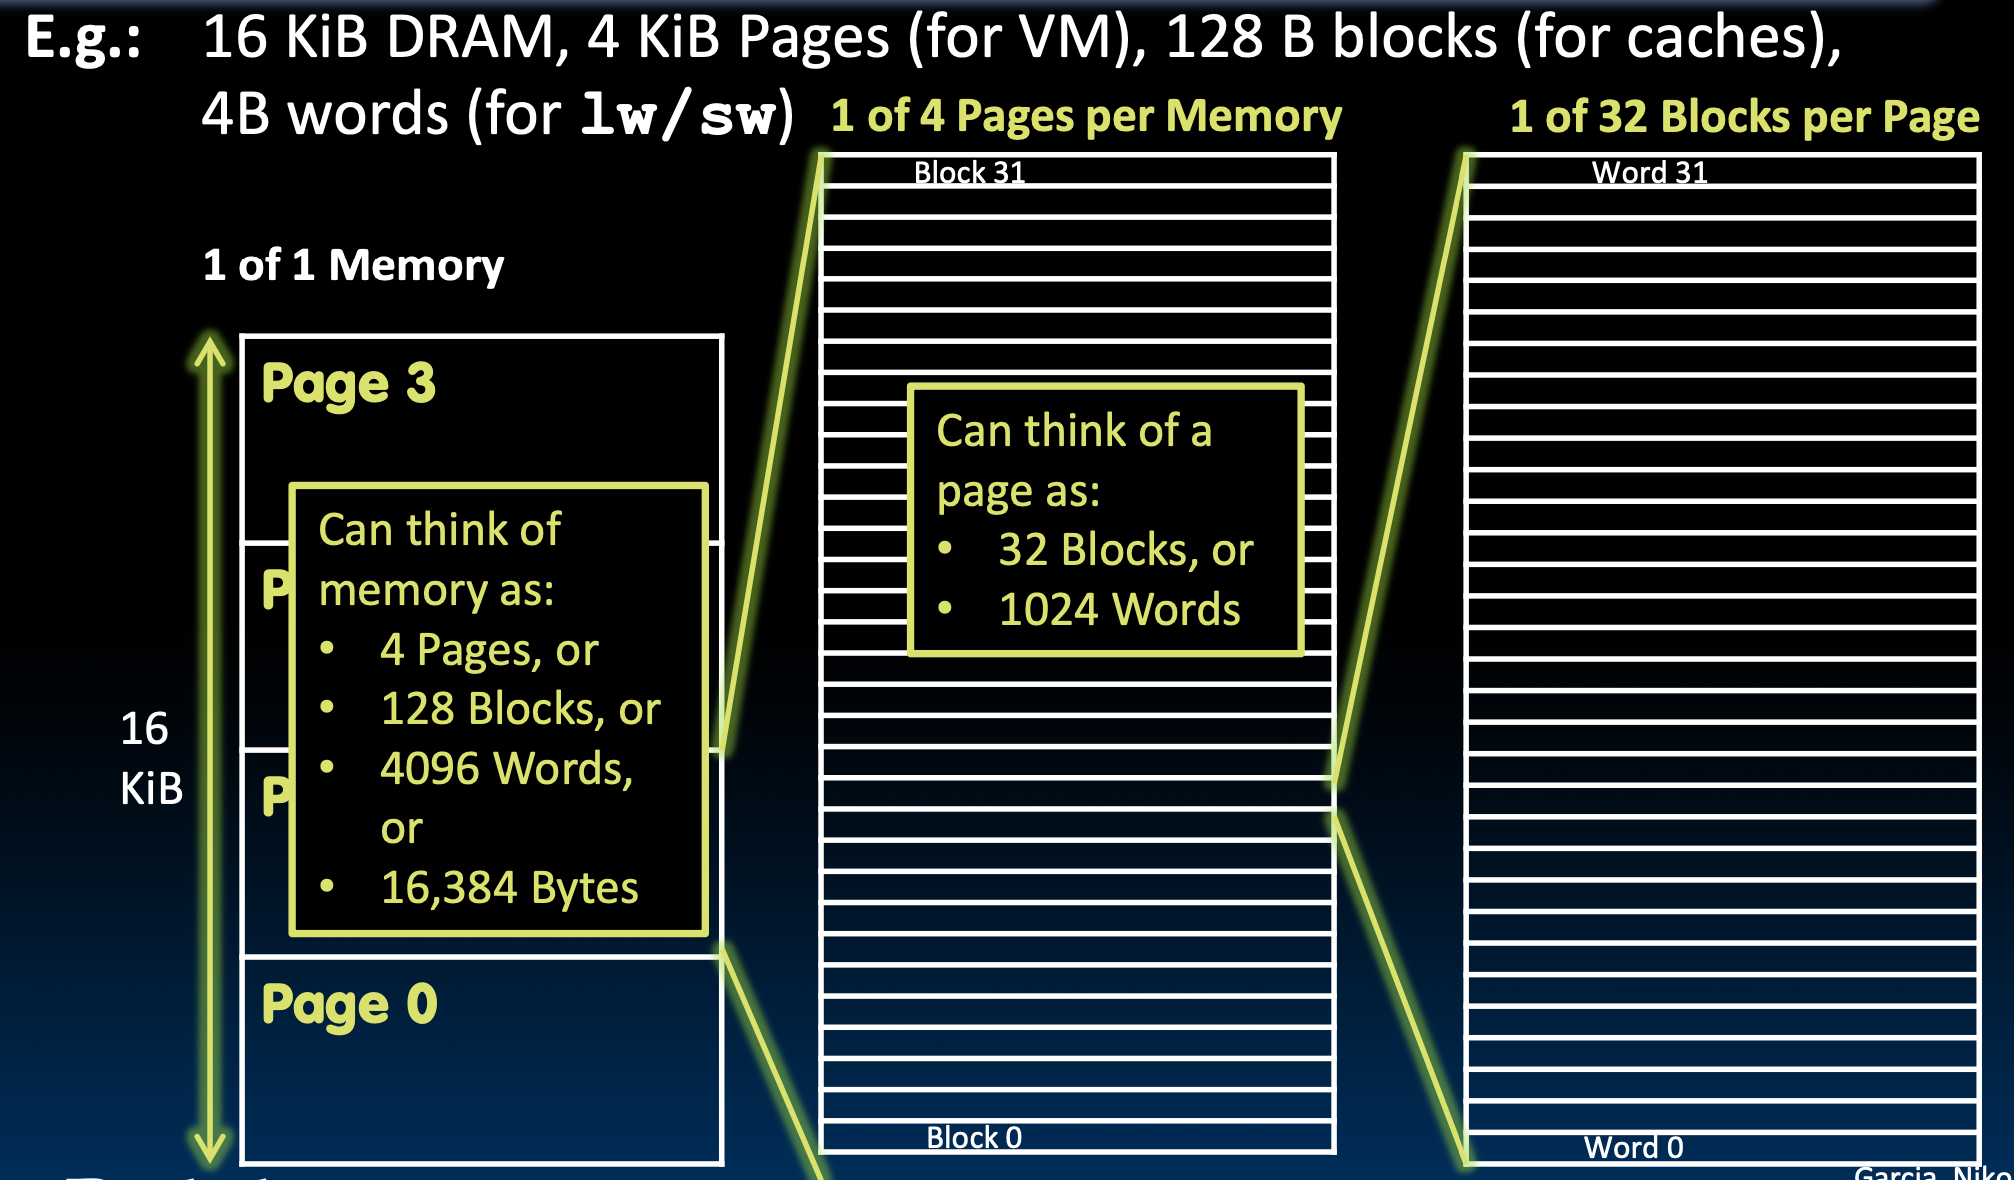 E.g.: 16 KiB DRAM, 4 KiB Pages (for VM), 128 B blocks (for caches),
4B words (for lw/sw)
1 of 1 Memory
16
KiB
Page 3
P
P
Page 0
Can think of
memory as:
• 4 Pages, or
• 128 Blocks, or
• 4096 Words,
or
• 16,384 Bytes
1 of 4 Pages per Memory
Block 31
Can think of a
page as:
• 32 Blocks, or
• 1024 Words
Block 0
1 of 32 Blocks per Page
Word 31
Word 0
Garcia, Niko